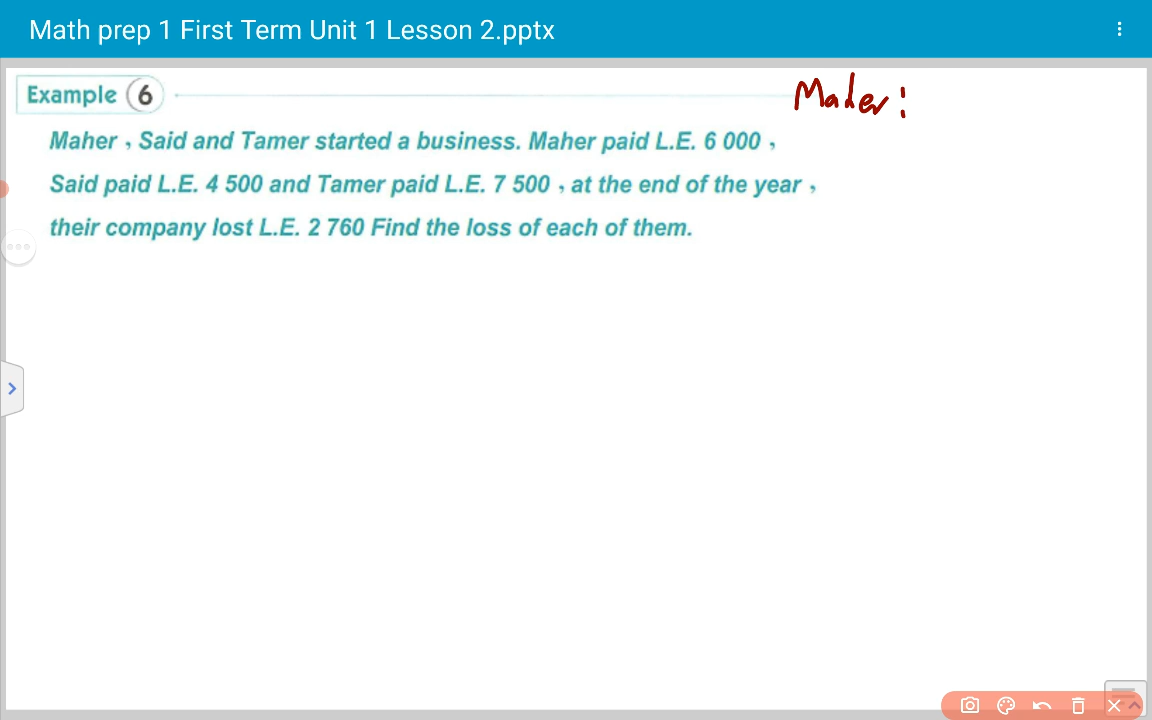 Math prep 1 First Term Unit 1 Lesson 2.pptx
Example 6
Maher :
Maher , Said and Tamer started a business. Maher paid L.E. 6 000 ,
Said paid L.E. 4 500 and Tamer paid L.E. 7 500 , at the end of the year ,
their company lost L.E. 2 760 Find the loss of each of them.